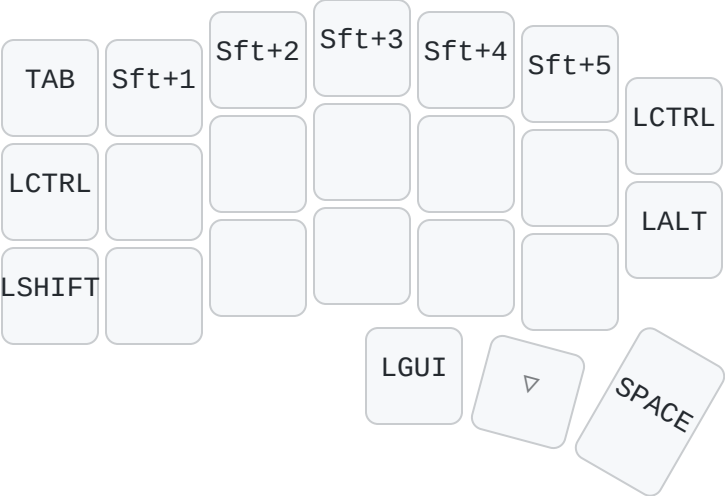 TAB
Sft+1
Sft+2
Sft+3
Sft+4
Sft+5
LCTRL
LCTRL
LALT
LSHIFT
LGUI
▽
SPACE